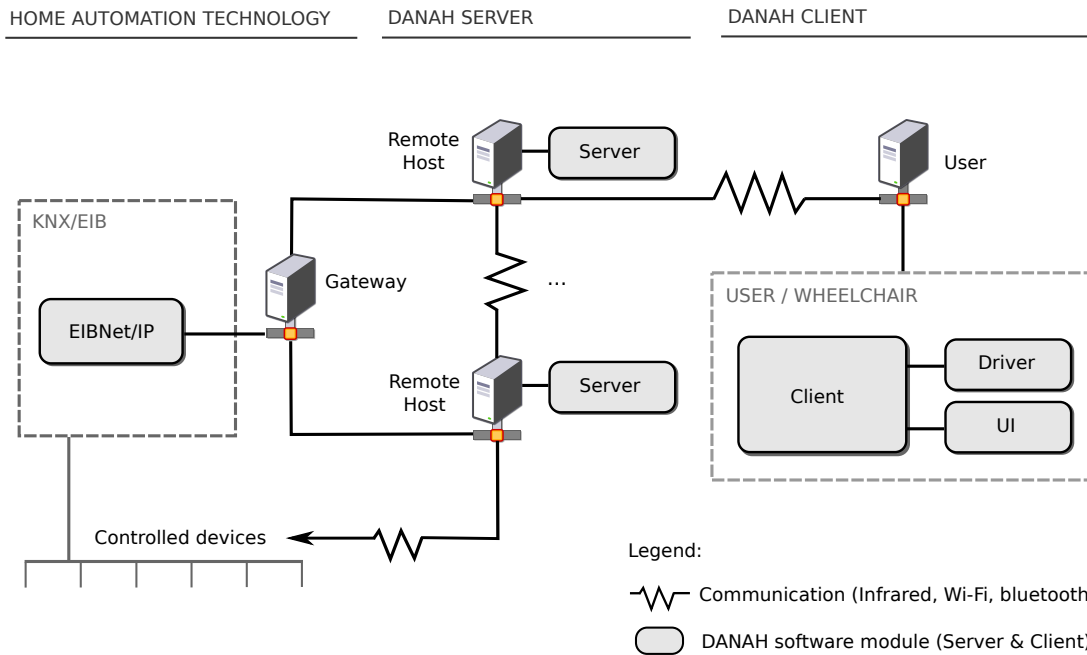 HOME AUTOMATION TECHNOLOGY
DANAH SERVER
DANAH CLIENT
Remote
Host
Server
User
KNX/EIB
Gateway
...
USER / WHEELCHAIR
EIBNet/IP
Remote
Host
Server
Client
Driver
UI
Controlled devices
Legend:
Communication (Infrared, Wi-Fi, bluetooth
DANAH software module (Server & Client)